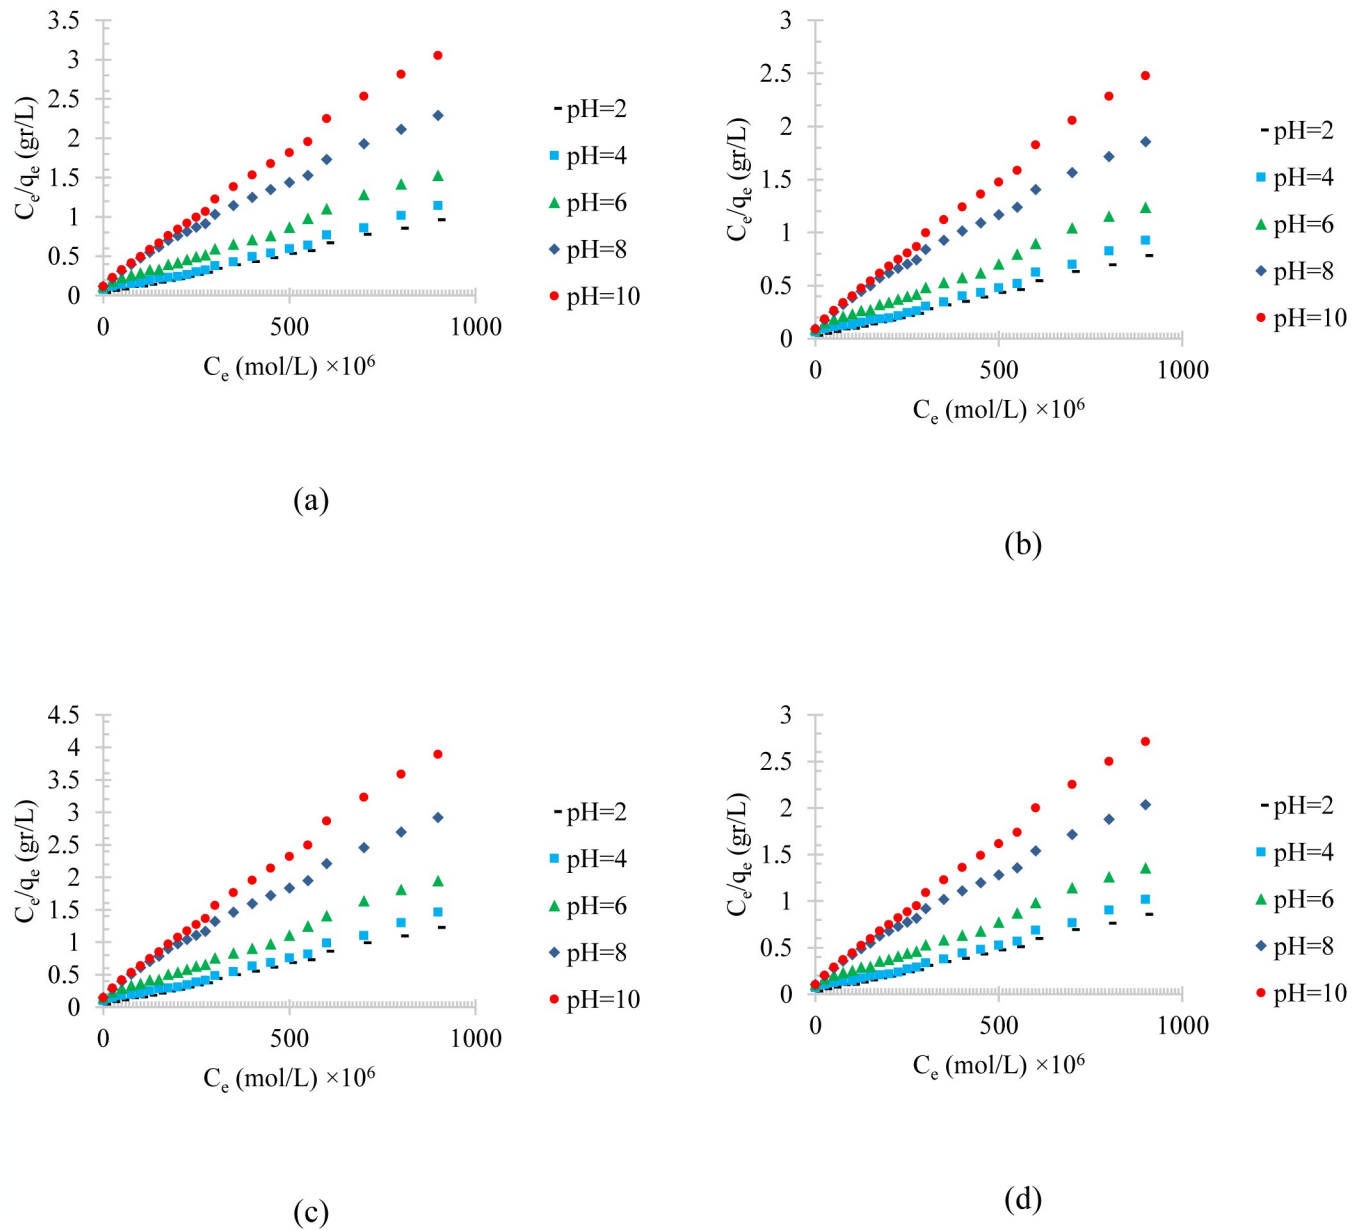 3.5
3
2.5
2
1.5
1
0.5
0
0
500
1000
Ce/qe (gr/L)
Ce (mol/L) ×10⁶
pH=2
pH=4
pH=6
pH=8
pH=10
(a)
3
2.5
2
1.5
1
0.5
0
0
500
1000
Ce/qe (gr/L)
Ce (mol/L) ×10⁶
pH=2
pH=4
pH=6
pH=8
pH=10
(b)
4.5
4
3.5
3
2.5
2
1.5
1
0.5
0
0
500
1000
Ce/qe (gr/L)
Ce (mol/L) ×10⁶
pH=2
pH=4
pH=6
pH=8
pH=10
(c)
3
2.5
2
1.5
1
0.5
0
0
500
1000
Ce/qe (gr/L)
Ce (mol/L) ×10⁶
pH=2
pH=4
pH=6
pH=8
pH=10
(d)